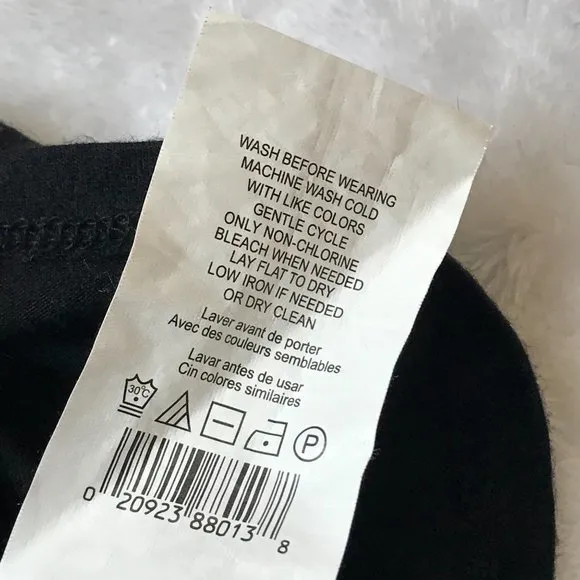 WASH BEFORE WEARING
MACHINE WASH COLD
WITH LIKE COLORS
GENTLE CYCLE
ONLY NON-CHLORINE
BLEACH WHEN NEEDED
LAY FLAT TO DRY
LOW IRON IF NEEDED
OR DRY CLEAN
Laver avant de porter
Avec des couleurs semblables
Lavar antes de usar
Cin colores similaires
30°C P
0 20923 88013 8